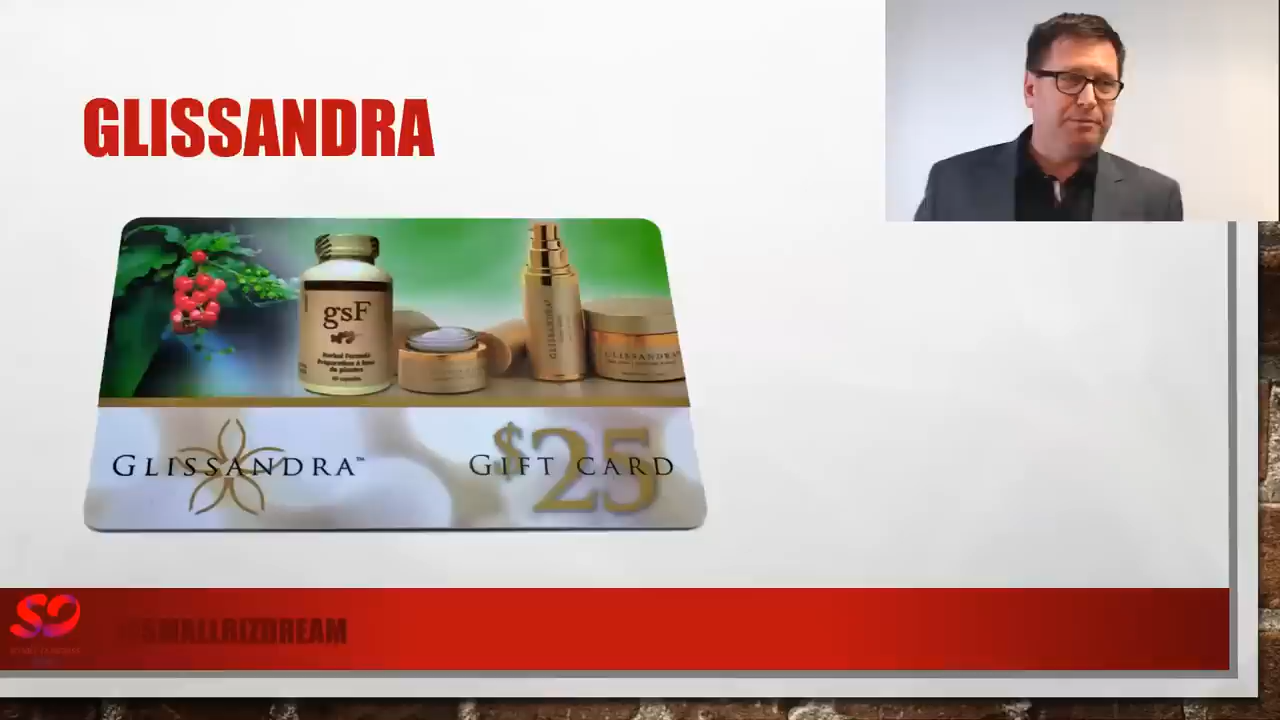 GLISSANDRA
gsF
Herbal Formula
Préparation à base
de plantes
GLISSANDRA
GLISSANDRA
GLISSANDRA™
$25
GIFT CARD
SMALLBIZDREAM